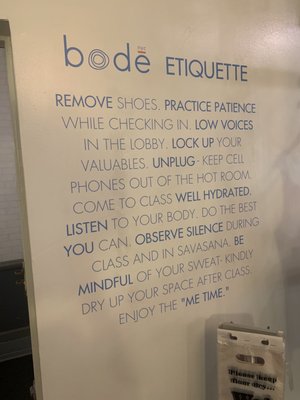 bodē ETIQUETTE
REMOVE SHOES. PRACTICE PATIENCE
WHILE CHECKING IN. LOW VOICES
IN THE LOBBY. LOCK UP YOUR
VALUABLES. UNPLUG - KEEP CELL
PHONES OUT OF THE HOT ROOM.
COME TO CLASS WELL HYDRATED.
LISTEN TO YOUR BODY. DO THE BEST
YOU CAN. OBSERVE SILENCE DURING
CLASS AND IN SAVASANA. BE
MINDFUL OF YOUR SWEAT- KINDLY
DRY UP YOUR SPACE AFTER CLASS.
ENJOY THE "ME TIME."
Please Keep